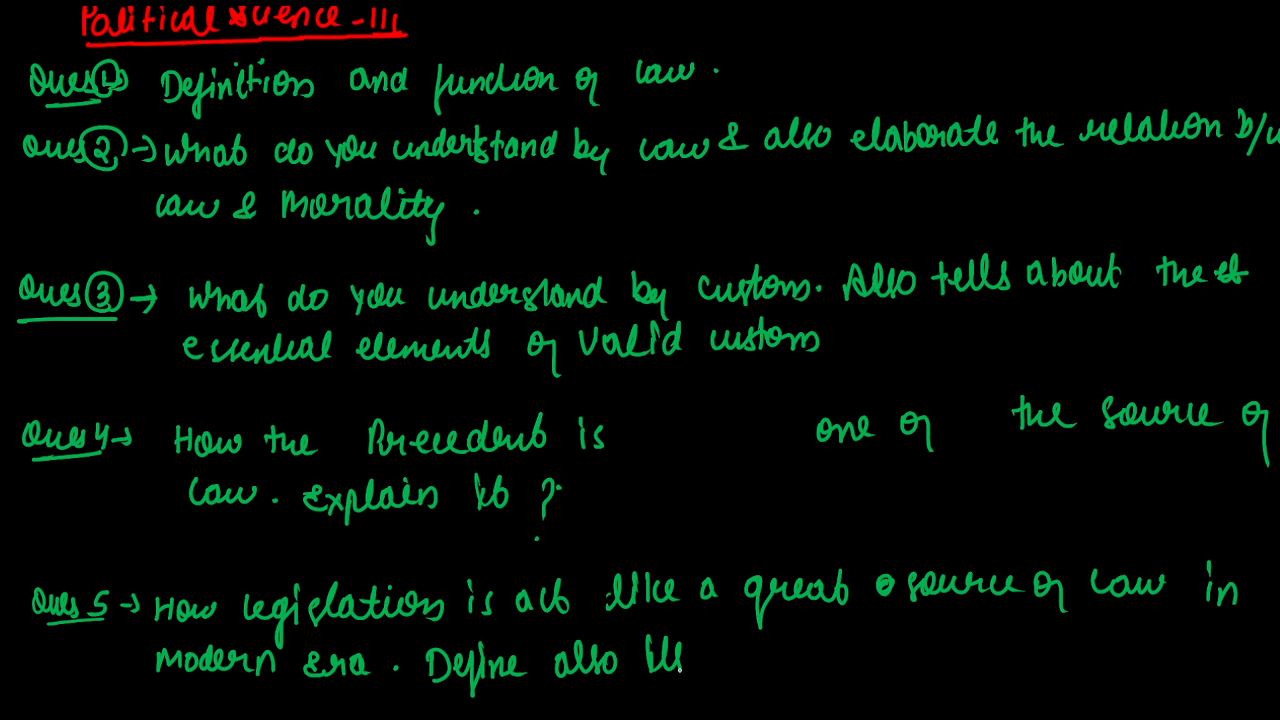 Political science - III
Ques 1) Definition and function of law.
Ques 2) → What do you understand by law & also elaborate the relation b/w
law & Morality.
Ques 3 → What do you understand by custom. Also tells about the
essential elements of valid custom
Ques 4 → How the Precedent is one of the source of
law. Explain it ?
Ques 5 → How legislation is act like a great source of law in
modern Era. Define also